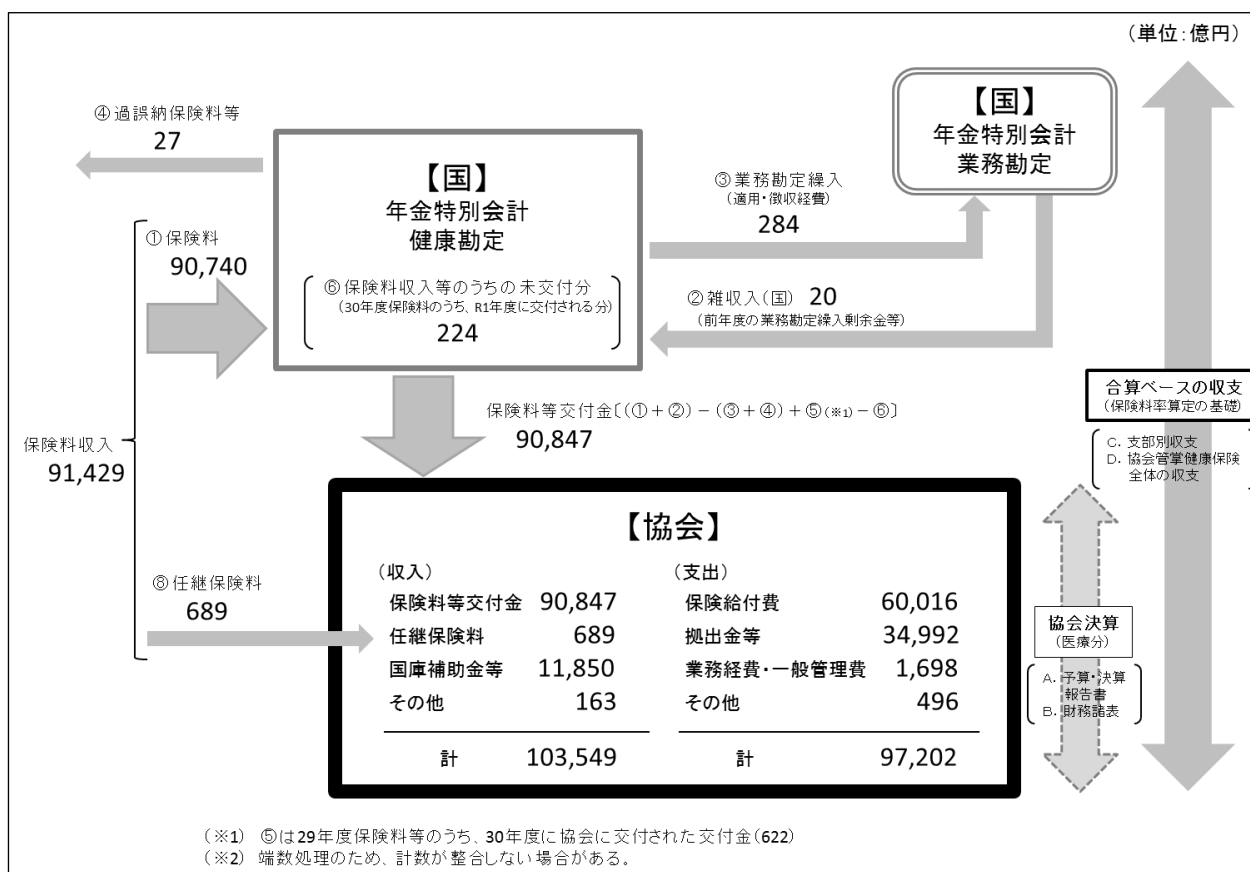 (単位:億円)
④過誤納保険料等
27
【国】
年金特別会計
健康勘定
⑥保険料収入等のうちの未交付分
(30年度保険料のうち、R1年度に交付される分)
224
【国】
年金特別会計
業務勘定
③業務勘定繰入
(適用・徴収経費)
284
②雑収入(国) 20
(前年度の業務勘定繰入剰余金等)
①保険料
90,740
保険料収入
91,429
保険料等交付金〔(①+②)-(③+④)+⑤(※1)-⑥〕
90,847
合算ベースの収支
(保険料率算定の基礎)
C. 支部別収支
D. 協会管掌健康保険
全体の収支
⑧任継保険料
689
【協会】
(収入)
保険料等交付金 90,847
任継保険料 689
国庫補助金等 11,850
その他 163
計 103,549
(支出)
保険給付費 60,016
拠出金等 34,992
業務経費・一般管理費 1,698
その他 496
計 97,202
協会決算
(医療分)
A. 予算・決算
報告書
B. 財務諸表
(※1) ⑤は29年度保険料等のうち、30年度に協会に交付された交付金(622)
(※2) 端数処理のため、計数が整合しない場合がある。